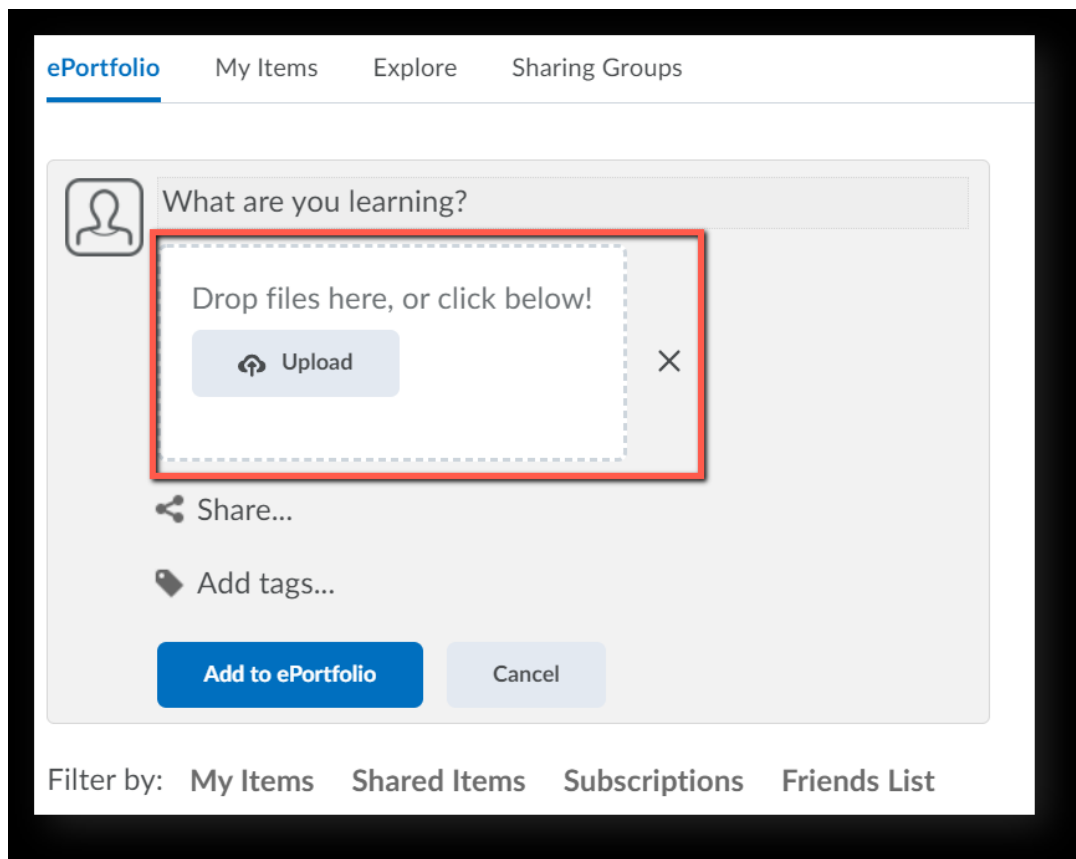 ePortfolio My Items Explore Sharing Groups
What are you learning?
Drop files here, or click below!
Upload
Share...
Add tags...
Add to ePortfolio Cancel
Filter by: My Items Shared Items Subscriptions Friends List